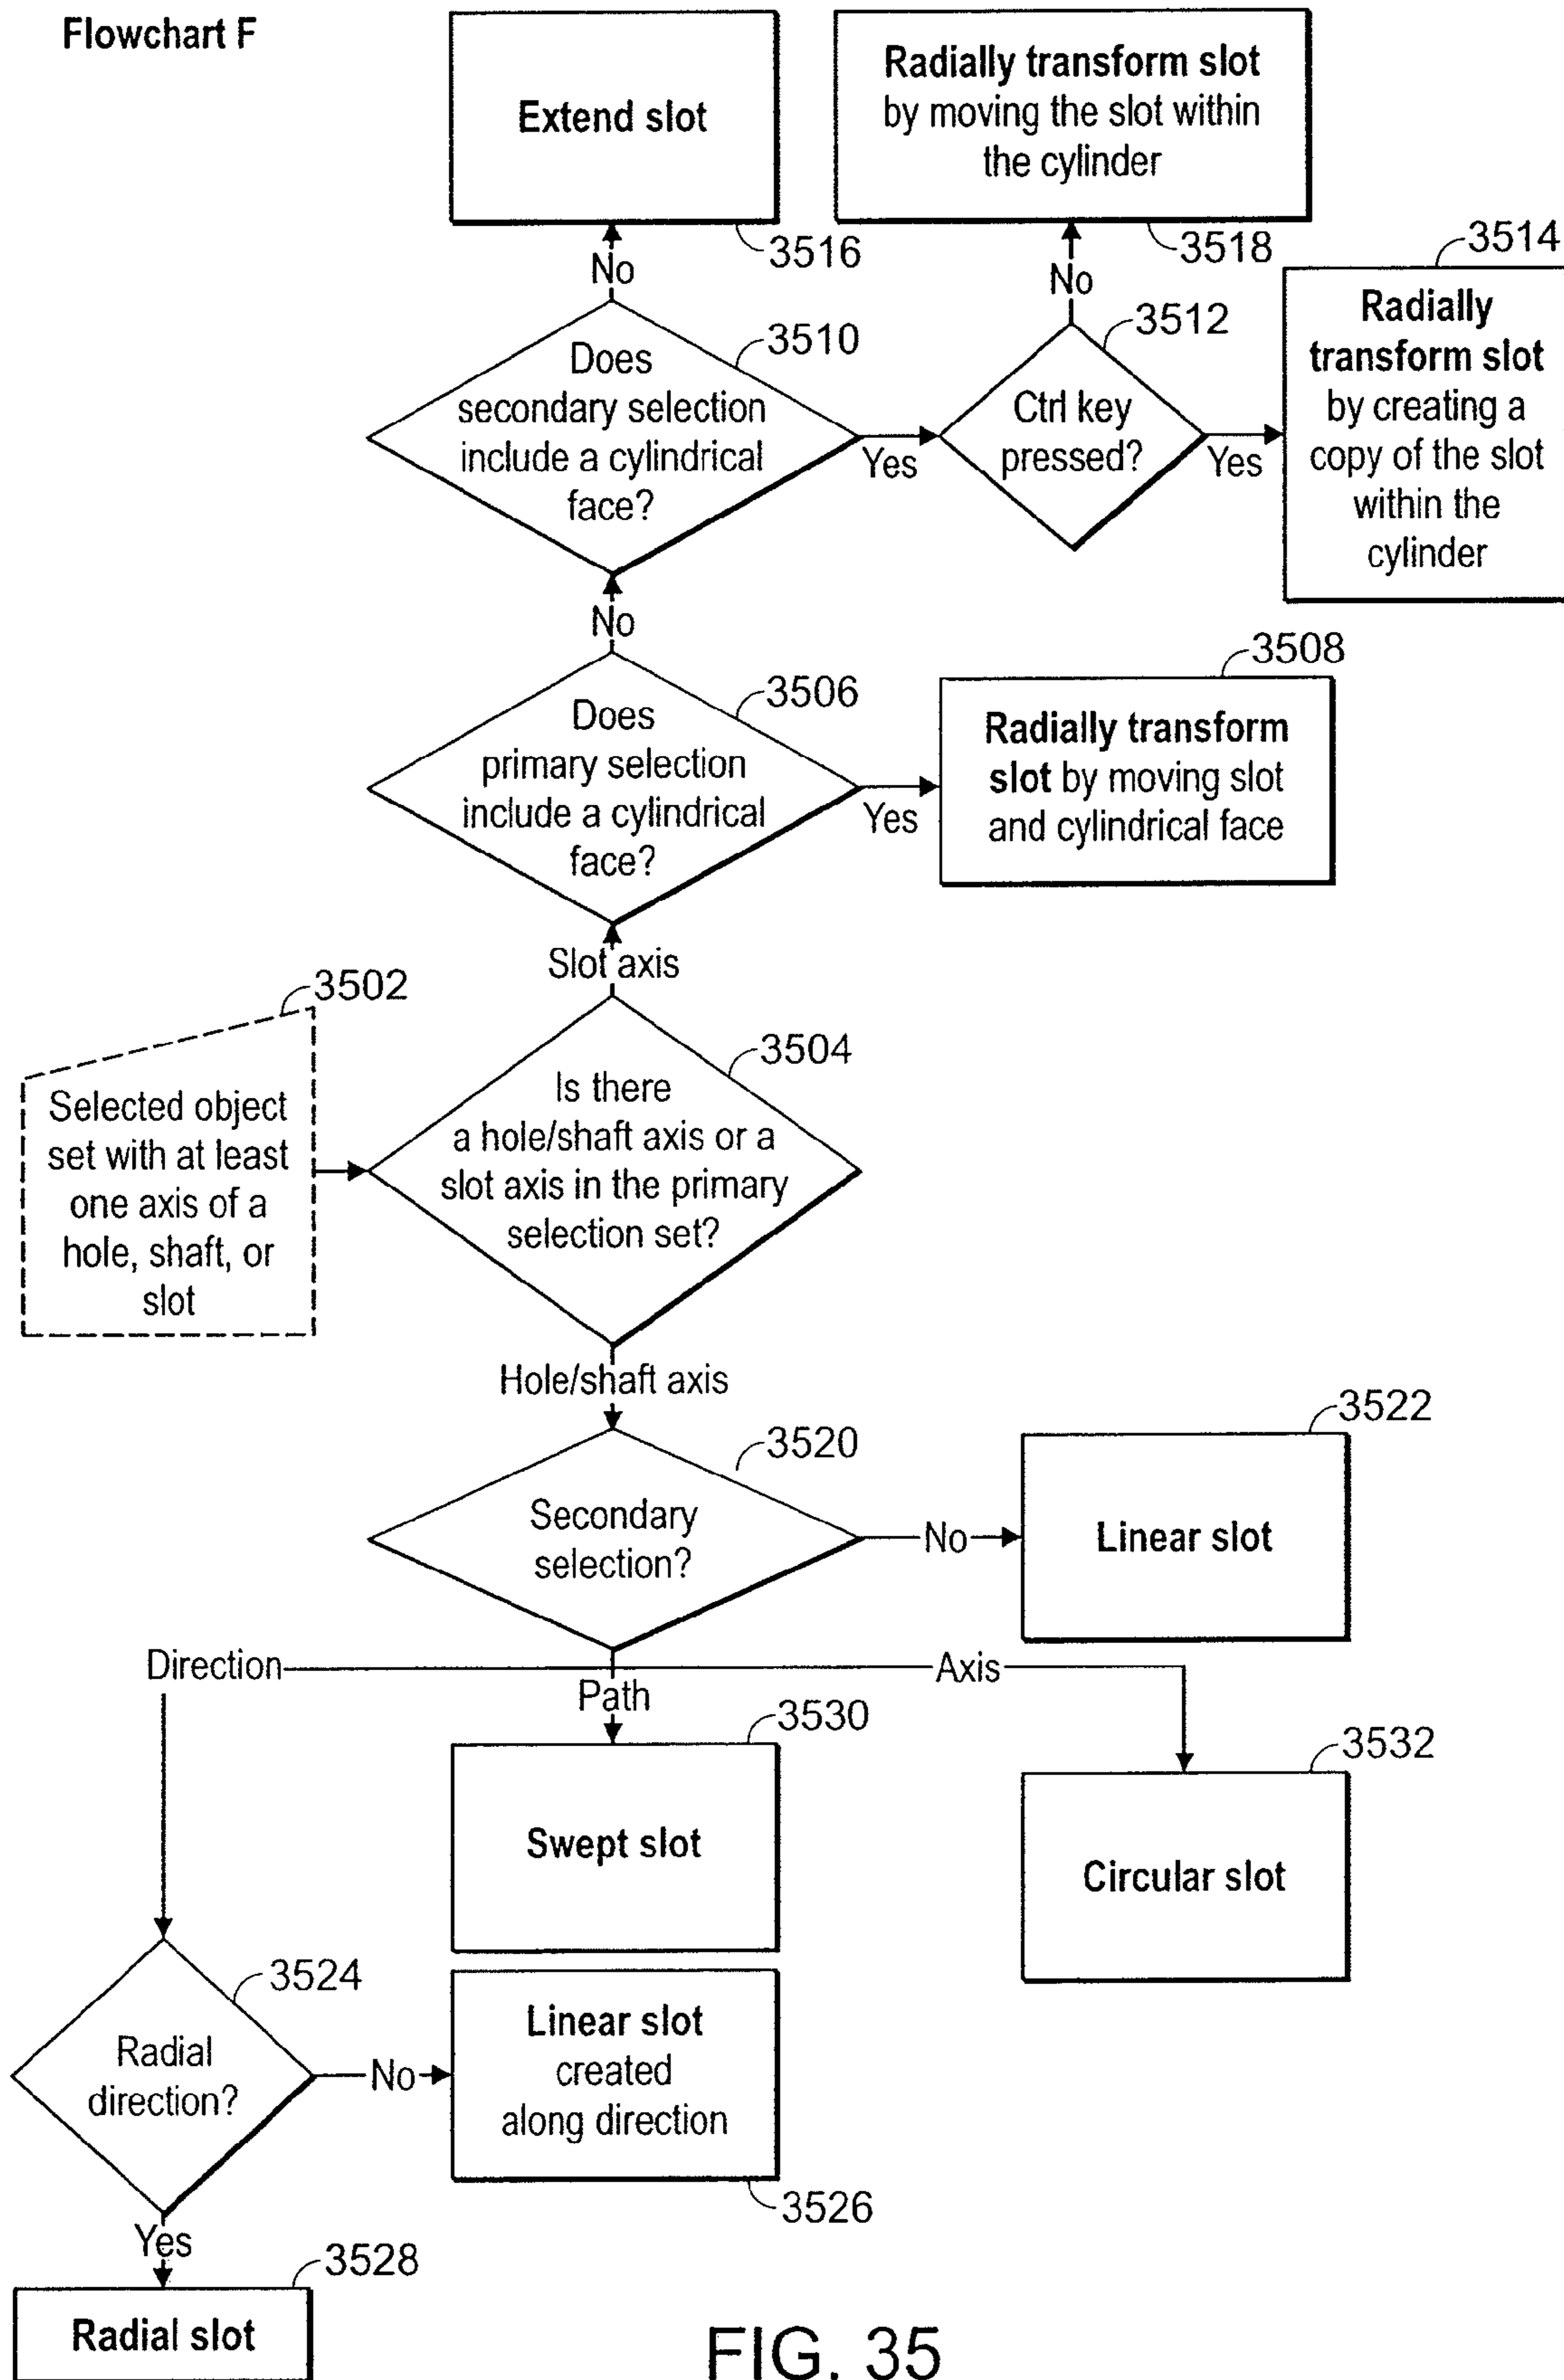 Flowchart F
Extend slot
3516
Radially transform slot
by moving the slot within
the cylinder
3518
3514
Radially
transform slot
by creating a
copy of the slot
within the
cylinder
No
No
3510
Does
secondary selection
include a cylindrical
face?
Yes
3512
Ctrl key
pressed?
Yes
No
3506
Does
primary selection
include a cylindrical
face?
Yes
3508
Radially transform
slot by moving slot
and cylindrical face
Slot axis
3502
Selected object
set with at least
one axis of a
hole, shaft, or
slot
3504
Is there
a hole/shaft axis or a
slot axis in the primary
selection set?
Hole/shaft axis
3520
Secondary
selection?
No
3522
Linear slot
Direction
Path
Axis
3530
Swept slot
3532
Circular slot
3524
Radial
direction?
No
Linear slot
created
along direction
3526
Yes
3528
Radial slot
FIG. 35